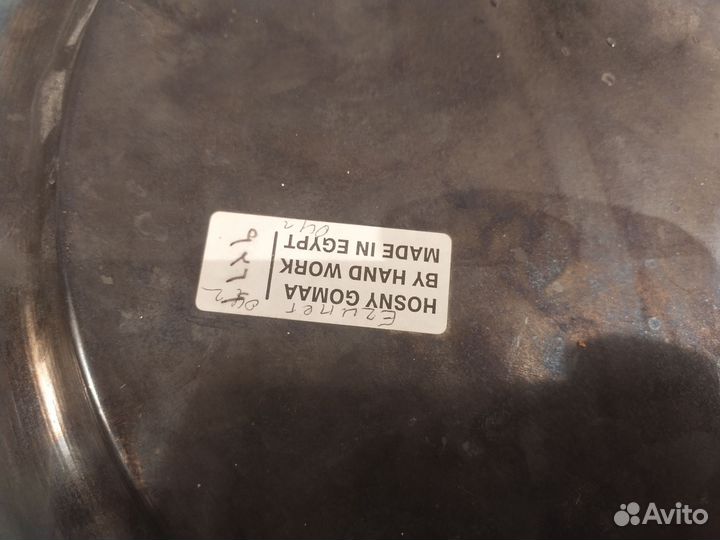 HOSNY GOMAA
BY HAND WORK
MADE IN EGYPT
Египет
Avito